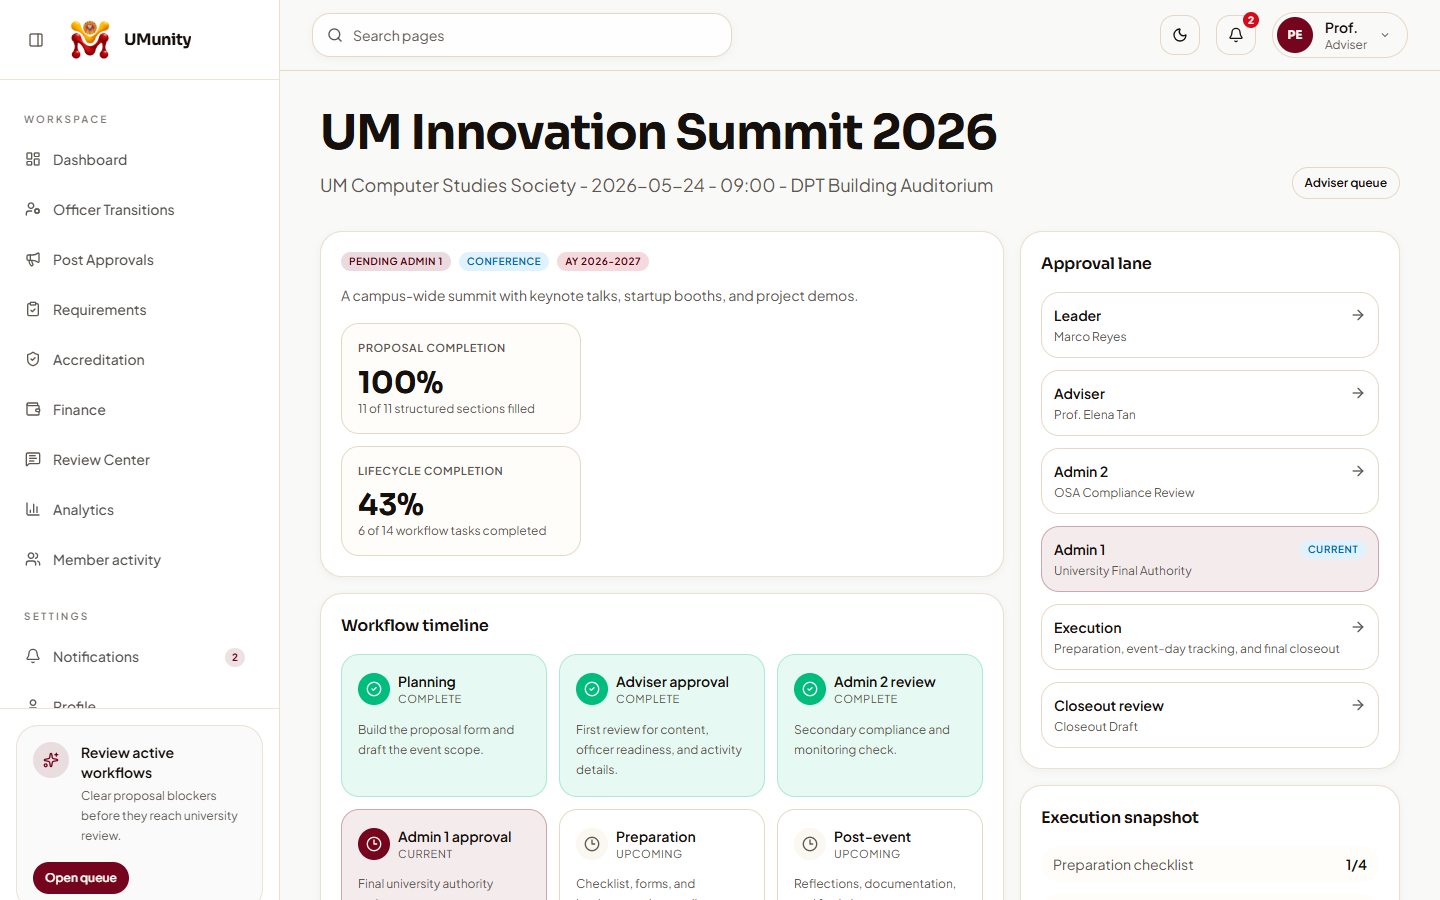 UMunity
Search pages
2
PE
Prof.
Adviser
WORKSPACE
Dashboard
Officer Transitions
Post Approvals
Requirements
Accreditation
Finance
Review Center
Analytics
Member activity
SETTINGS
Notifications
2
Profile
Review active
workflows
Clear proposal blockers
before they reach university
review.
Open queue
UM Innovation Summit 2026
UM Computer Studies Society - 2026-05-24 - 09:00 - DPT Building Auditorium
Adviser queue
PENDING ADMIN 1
CONFERENCE
AY 2026-2027
A campus-wide summit with keynote talks, startup booths, and project demos.
PROPOSAL COMPLETION
100%
11 of 11 structured sections filled
LIFECYCLE COMPLETION
43%
6 of 14 workflow tasks completed
Workflow timeline
Planning
COMPLETE
Build the proposal form and
draft the event scope.
Adviser approval
COMPLETE
First review for content,
officer readiness, and activity
details.
Admin 2 review
COMPLETE
Secondary compliance and
monitoring check.
Admin 1 approval
CURRENT
Final university authority
Preparation
UPCOMING
Checklist, forms, and
Post-event
UPCOMING
Reflections, documentation,
Approval lane
Leader
Marco Reyes
Adviser
Prof. Elena Tan
Admin 2
OSA Compliance Review
Admin 1
CURRENT
University Final Authority
Execution
Preparation, event-day tracking, and final closeout
Closeout review
Closeout Draft
Execution snapshot
Preparation checklist
1/4